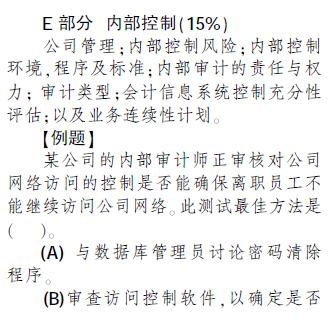 E 部分 内部控制(15%)
公司管理;内部控制风险;内部控制
环境,程序及标准;内部审计的责任与权
力;审计类型;会计信息系统控制充分性
评估;以及业务连续性计划。
【例题】
某公司的内部审计师正审核对公司
网络访问的控制是否能确保离职员工不
能继续访问公司网络。此测试最佳方法是
( )。
(A) 与数据库管理员讨论密码清除
程序。
(B)审查访问控制软件,以确定是否